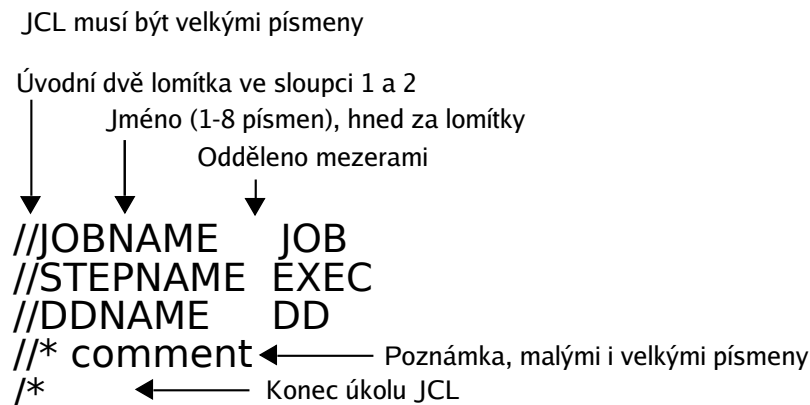 JCL musí být velkými písmeny
Úvodní dvě lomítka ve sloupci 1 a 2
Jméno (1-8 písmen), hned za lomítky
Odděleno mezerami
//JOBNAME JOB
//STEPNAME EXEC
//DDNAME DD
//* comment Poznámka, malými i velkými písmeny
/* Konec úkolu JCL